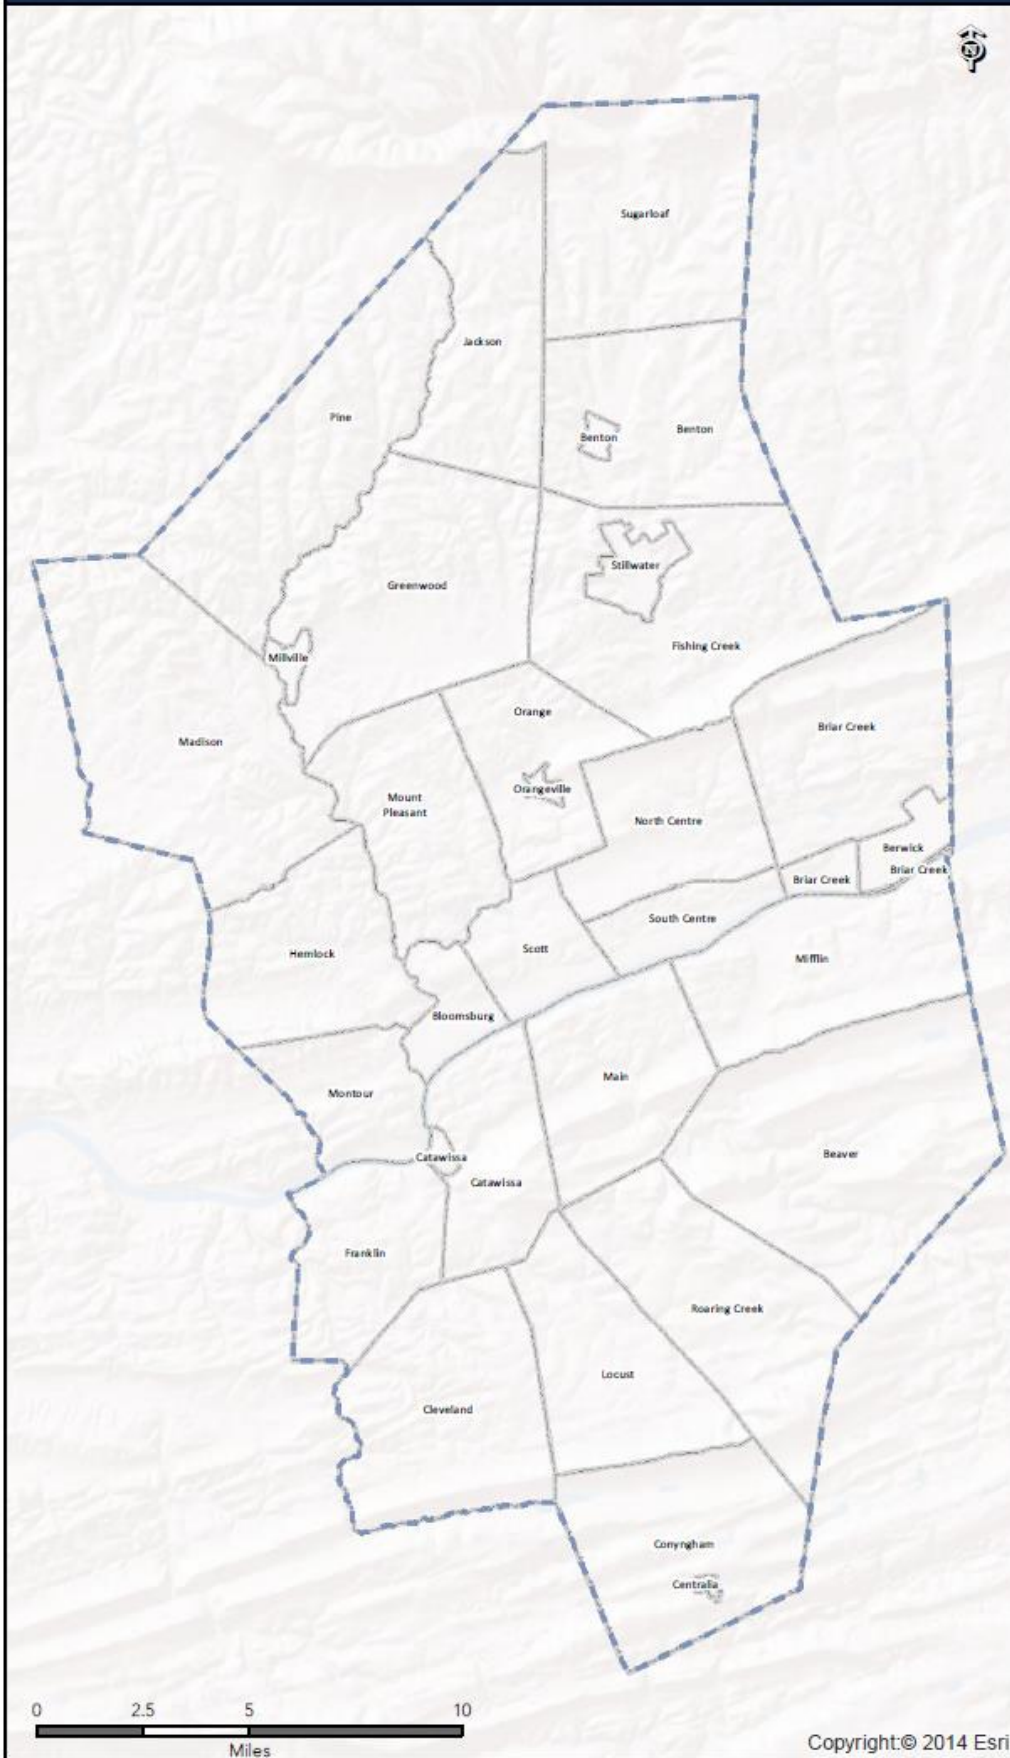 N
Sugarloaf
Jackson
Pine
Benton
Benton
Stillwater
Greenwood
Fishing Creek
Millville
Orange
Briar Creek
Madison
Orangeville
Mount
Pleasant
North Centre
Berwick
Briar Creek
Briar Creek
South Centre
Scott
Hemlock
Mifflin
Bloomsburg
Main
Montour
Beaver
Catawissa
Catawissa
Franklin
Roaring Creek
Locust
Cleveland
Conyngham
Centralia
0 2.5 5 10
Miles
Copyright:© 2014 Esri